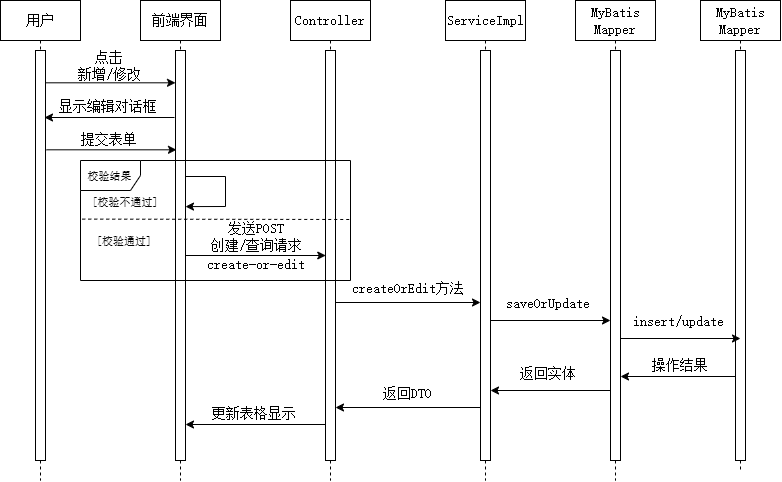 用户
前端界面
Controller
ServiceImpl
MyBatis
Mapper
MyBatis
Mapper
点击
新增/修改
显示编辑对话框
提交表单
校验结果
[校验不通过]
[校验通过]
发送POST
创建/查询请求
create-or-edit
createOrEdit方法
saveOrUpdate
insert/update
操作结果
返回实体
返回DTO
更新表格显示